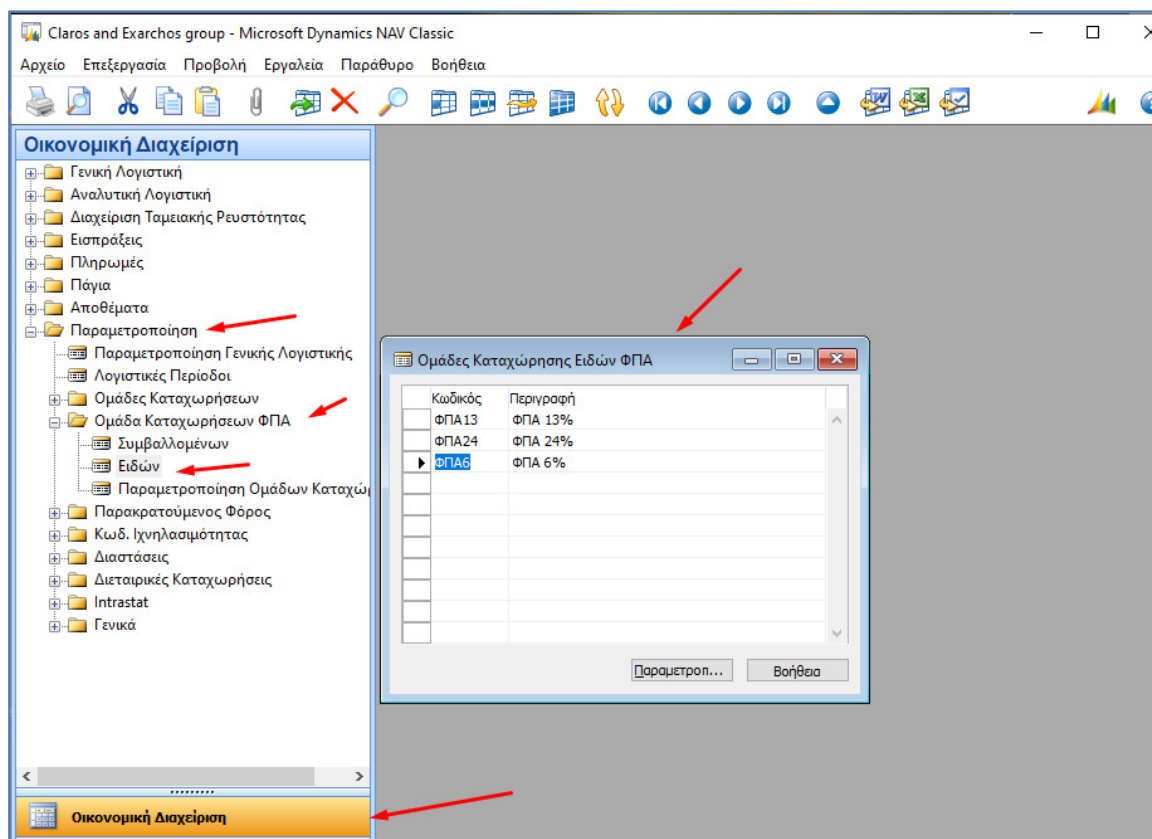 Claros and Exarchos group - Microsoft Dynamics NAV Classic
Αρχείο Επεξεργασία Προβολή Εργαλεία Παράθυρο Βοήθεια
Οικονομική Διαχείριση
Γενική Λογιστική
Αναλυτική Λογιστική
Διαχείριση Ταμειακής Ρευστότητας
Εισπράξεις
Πληρωμές
Πάγια
Αποθέματα
Παραμετροποίηση
Παραμετροποίηση Γενικής Λογιστικής
Λογιστικές Περίοδοι
Ομάδες Καταχωρήσεων
Ομάδα Καταχωρήσεων ΦΠΑ
Συμβαλλομένων
Ειδών
Παραμετροποίηση Ομάδων Καταχώρ
Παρακρατούμενος Φόρος
Κωδ. Ιχνηλασιμότητας
Διαστάσεις
Διεταιρικές Καταχωρήσεις
Intrastat
Γενικά
Οικονομική Διαχείριση
Ομάδες Καταχώρησης Ειδών ΦΠΑ
Κωδικός Περιγραφή
ΦΠΑ13 ΦΠΑ 13%
ΦΠΑ24 ΦΠΑ 24%
ΦΠΑ6 ΦΠΑ 6%
Παραμετροπ... Βοήθεια